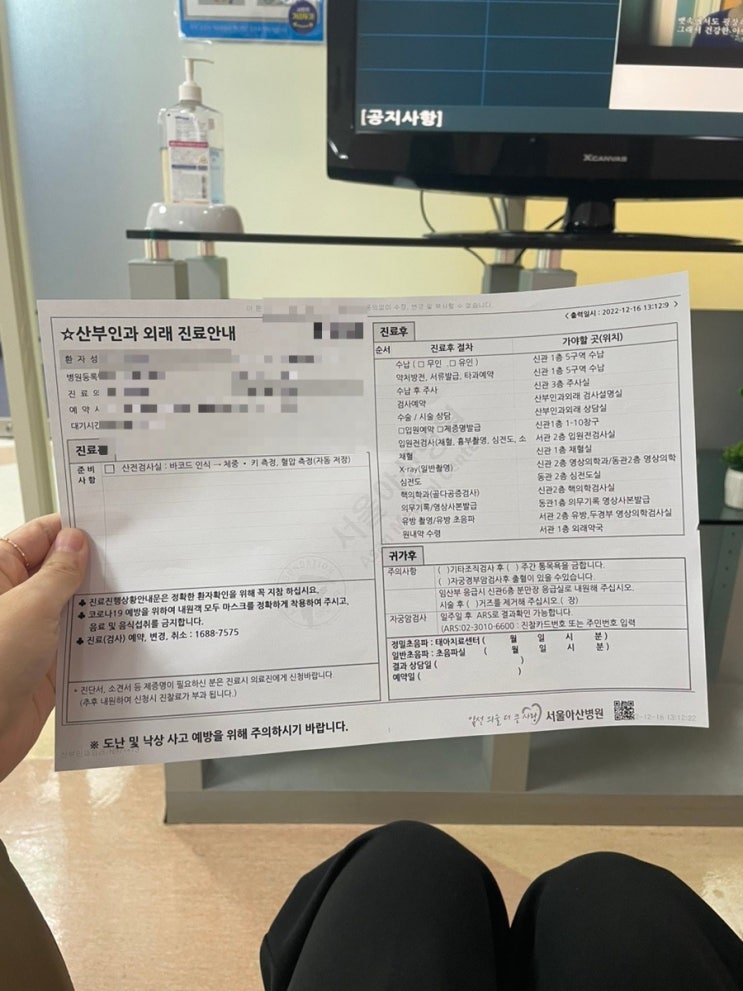 [공지사항]
XCANVAS
그래서 건강한
<출력일시 : 2022-12-16 13:12:9 >
☆산부인과 외래 진료안내
환 자 성
병원등록
진 료 의
예 약 시
대기시간
진료
준비
사항
□ 산전검사실 : 바코드 인식 → 체중 • 키 측정, 혈압 측정(자동 저장)
♣ 진료진행상황안내문은 정확한 환자확인을 위해 꼭 지참 하십시요.
♣ 코로나19 예방을 위하여 내원객 모두 마스크를 정확하게 착용하여 주시고,
음료 및 음식섭취를 금지합니다.
♣ 진료(검사) 예약, 변경, 취소 : 1688-7575
* 진단서, 소견서 등 제증명이 필요하신 분은 진료시 의료진에게 신청바랍니다.
(추후 내원하여 신청시 진찰료가 부과 됩니다.)
※ 도난 및 낙상 사고 예방을 위해 주의하시기 바랍니다.
진료후
순서 진료후 절차 가야할 곳(위치)
수납 ( □ 무인 . □ 유인 ) 신관 1층 5구역 수납
약처방전, 서류발급, 타과예약 신관 1층 5구역 수납
수납 후 주사 신관 3층 주사실
검사예약 산부인과외래 검사설명실
수술 / 시술 상담 산부인과외래 상담실
□입원예약 □제증명발급 신관1층 1-10창구
입원전검사(채혈, 흉부촬영, 심전도, 소 서관 2층 입원전검사실
채혈 신관 1층 채혈실
X-ray(일반촬영) 신관 2층 영상의학과/동관2층 영상의학
심전도 동관 2층 심전도실
핵의학과(골다공증검사) 신관2층 핵의학검사실
의무기록/영상사본발급 동관1층 의무기록 영상사본발급
유방 촬영/유방 초음파 서관 2층 유방,두경부 영상의학검사실
원내약 수령 서관 1층 외래약국
귀가후
주의사항 ( )기타조직검사 후 ( ) 주간 통목욕을 금합니다.
( )자궁경부암검사후 출혈이 있을 수있습니다.
임산부 응급시 신관6층 분만장 응급실로 내원해 주십시오.
시술 후 ( )거즈를 제거해 주십시오.( 장)
자궁암검사 일주일 후 ARS로 결과확인 가능합니다.
(ARS:02-3010-6600 : 진찰카드번호 또는 주민번호 입력
정밀초음파 : 태아치료센터 ( 월 일 시 분)
일반초음파 : 초음파실 ( 월 일 시 분)
결과 상담일 ( )
예약일 ( )
서울아산병원